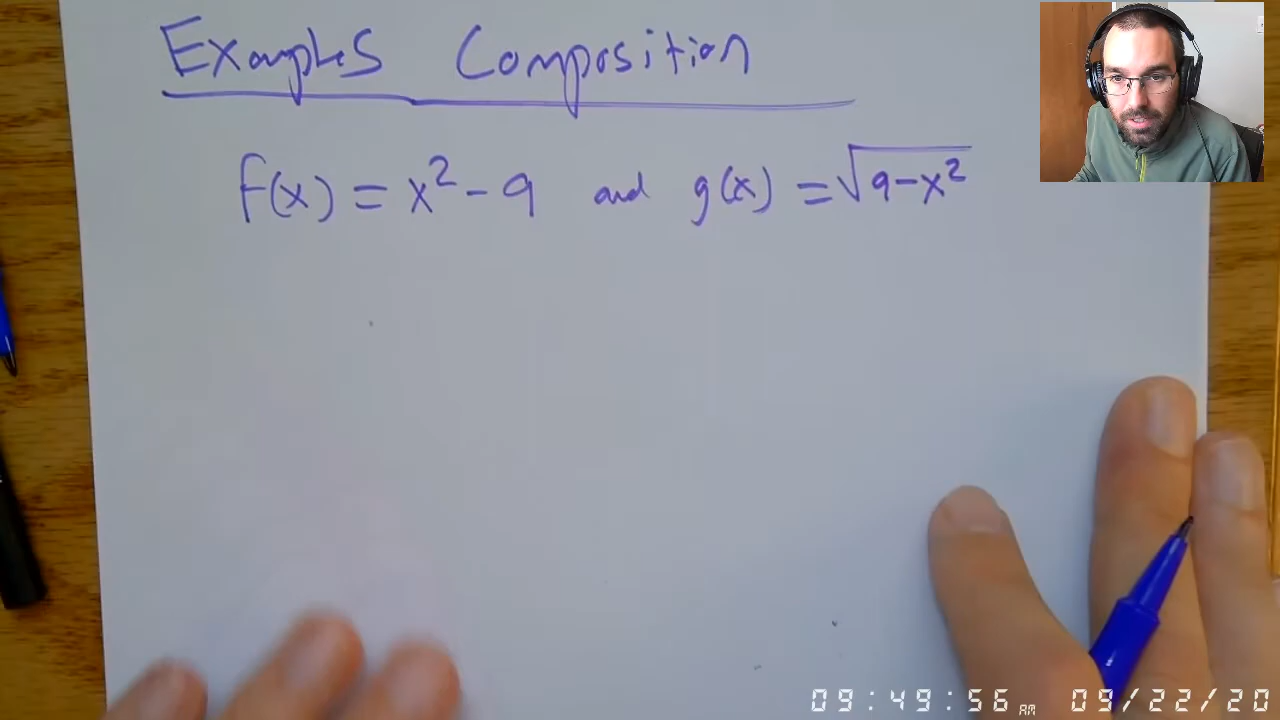 Examples Composition
f(x) = x² - 9 and g(x) = √(9-x²)
09:49:56 AM 09/22/20